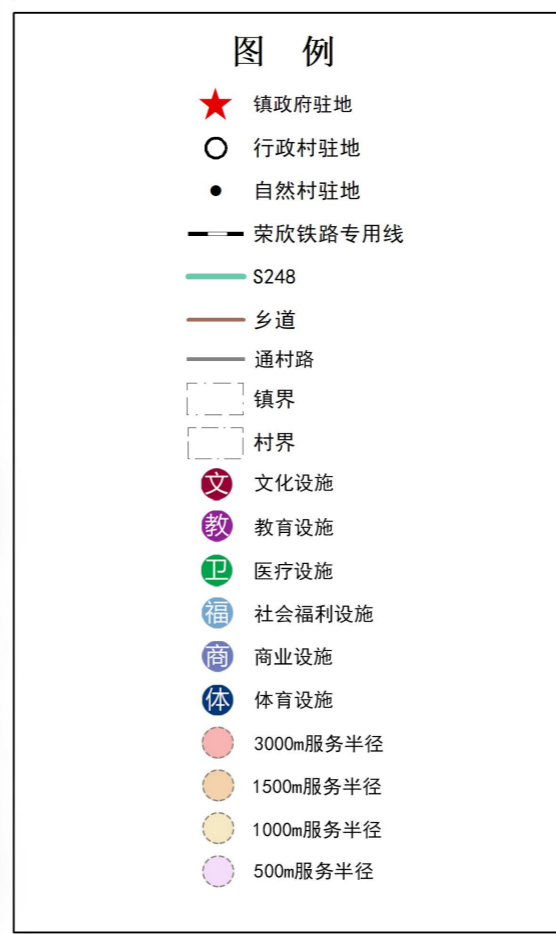 图 例
镇政府驻地
行政村驻地
自然村驻地
荣欣铁路专用线
S248
乡道
通村路
镇界
村界
文 文化设施
教 教育设施
卫 医疗设施
福 社会福利设施
商 商业设施
体 体育设施
3000m服务半径
1500m服务半径
1000m服务半径
500m服务半径